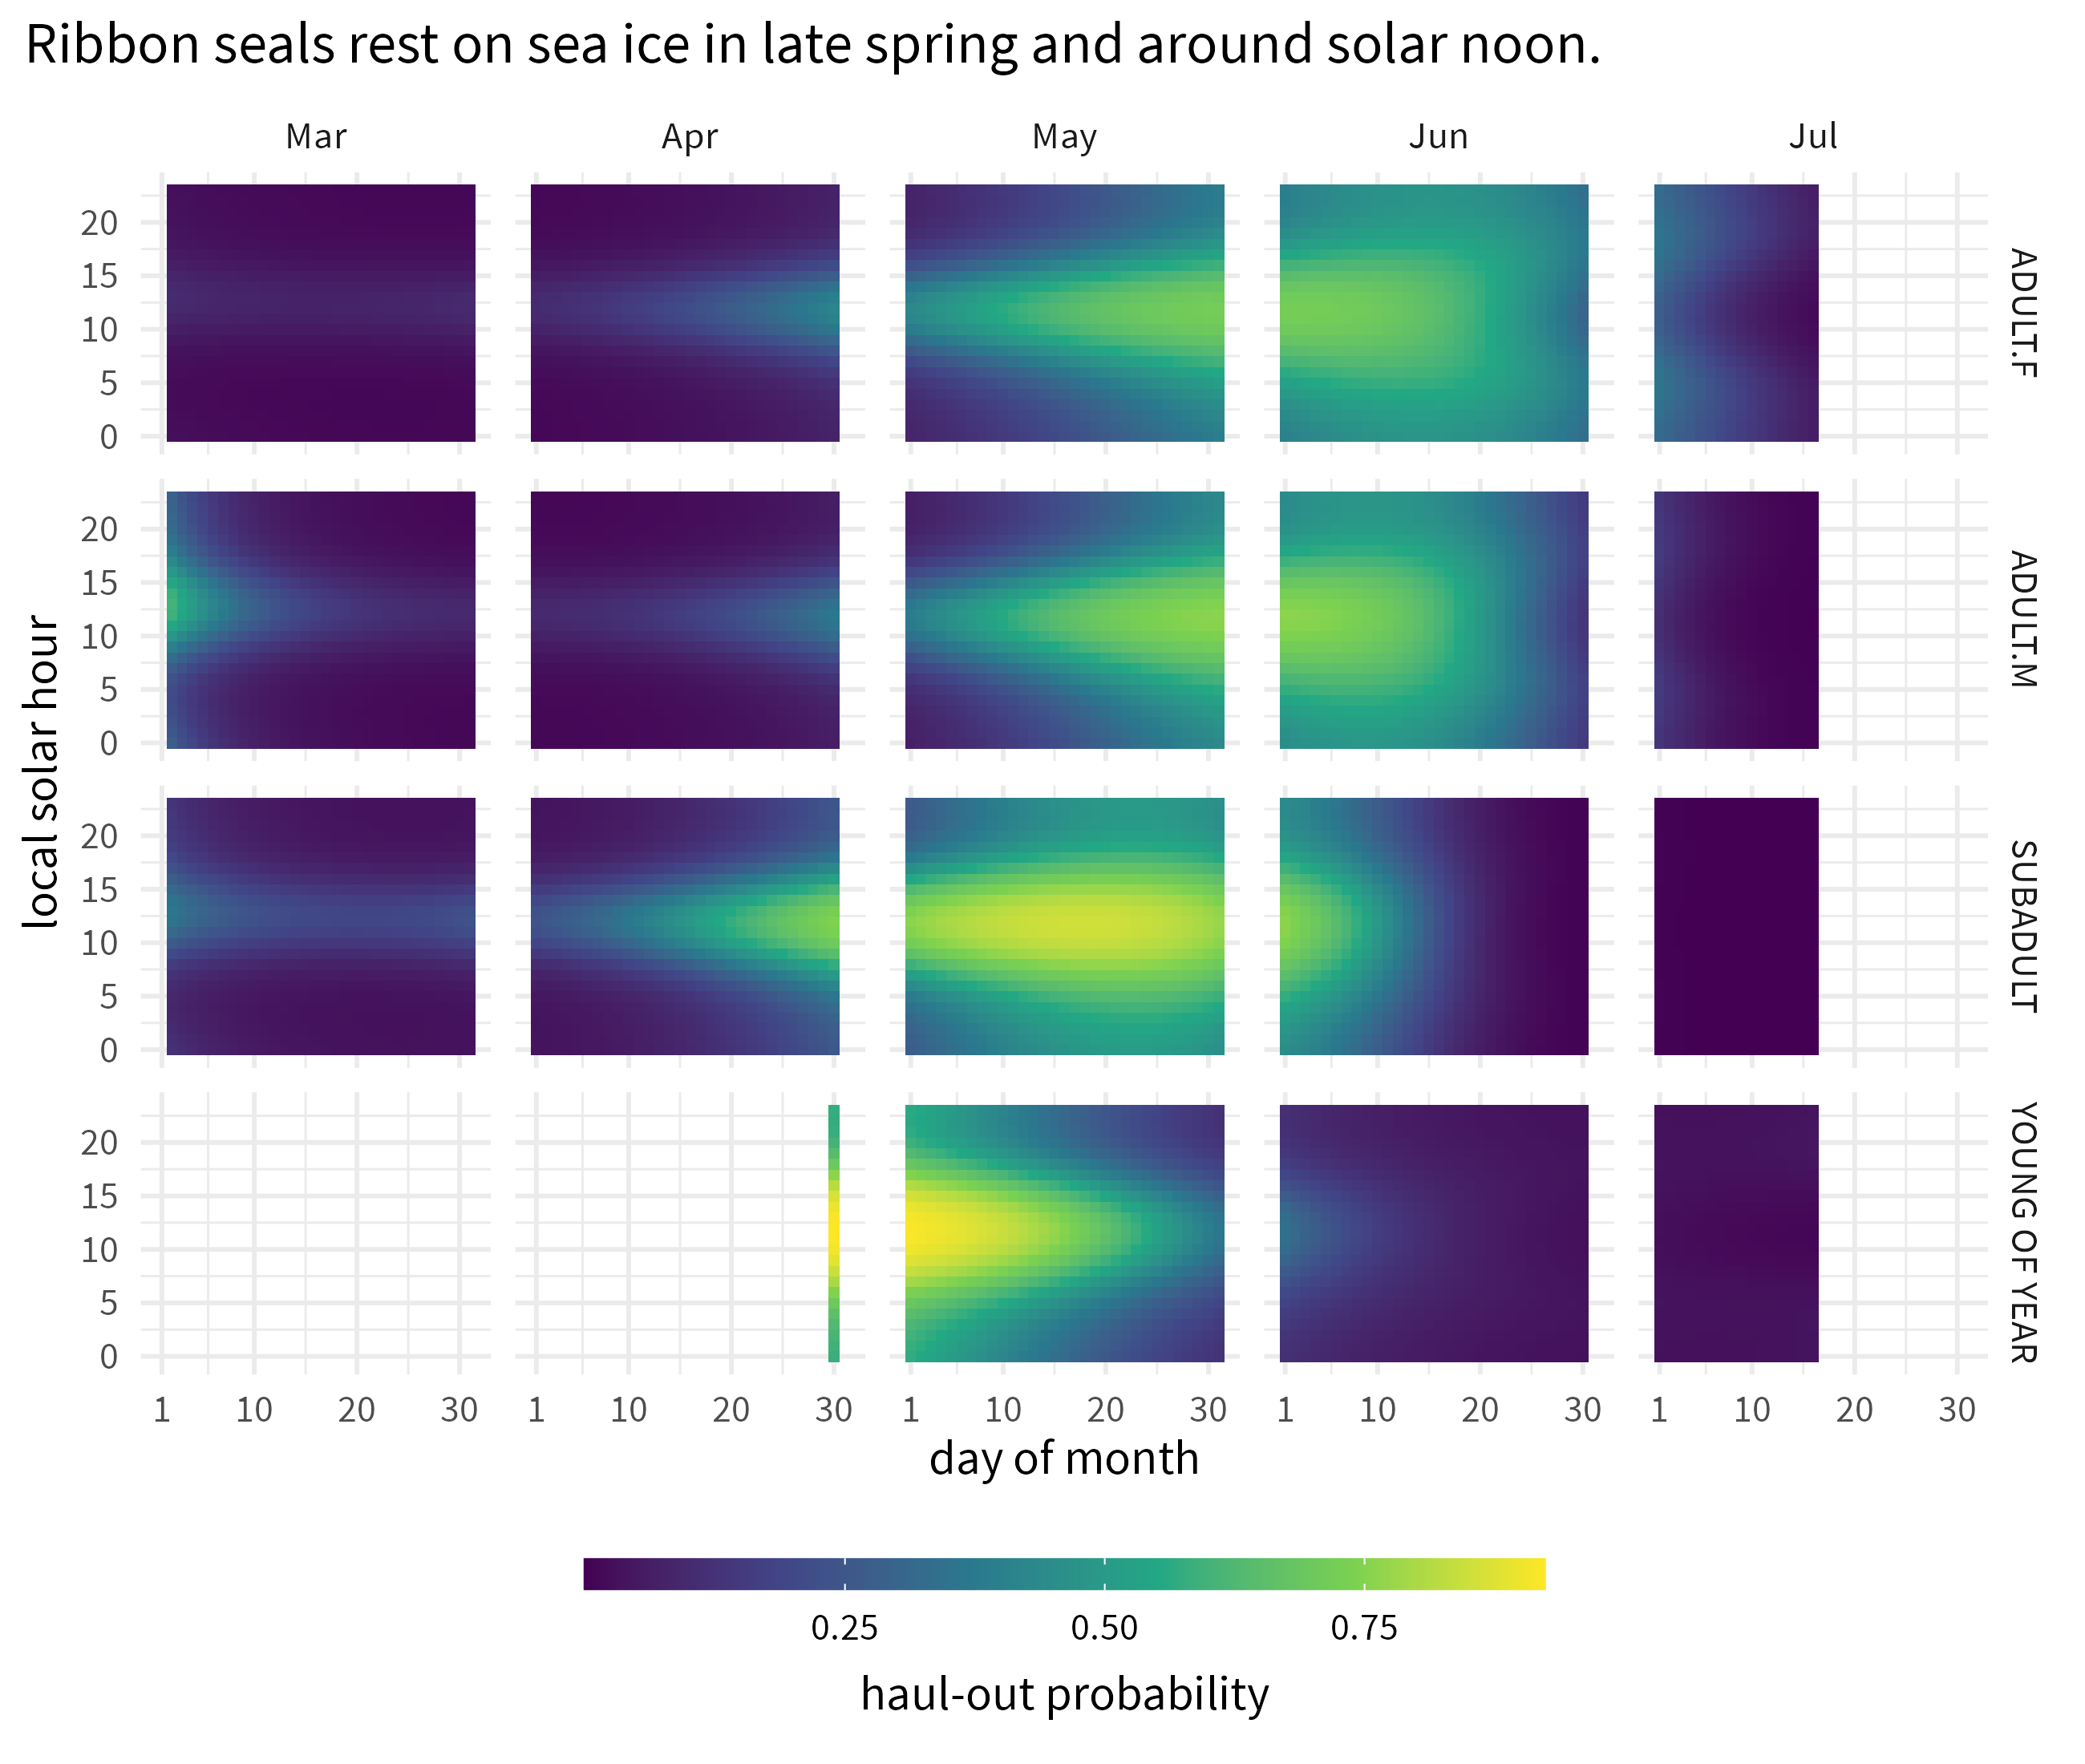 Ribbon seals rest on sea ice in late spring and around solar noon.
Mar Apr May Jun Jul
20
15
10
5
0
ADULT.F
20
15
10
5
0
ADULT.M
local solar hour
20
15
10
5
0
SUBADULT
20
15
10
5
0
YOUNG OF YEAR
1 10 20 30 1 10 20 30 1 10 20 30 1 10 20 30 1 10 20 30
day of month
0.25 0.50 0.75
haul-out probability